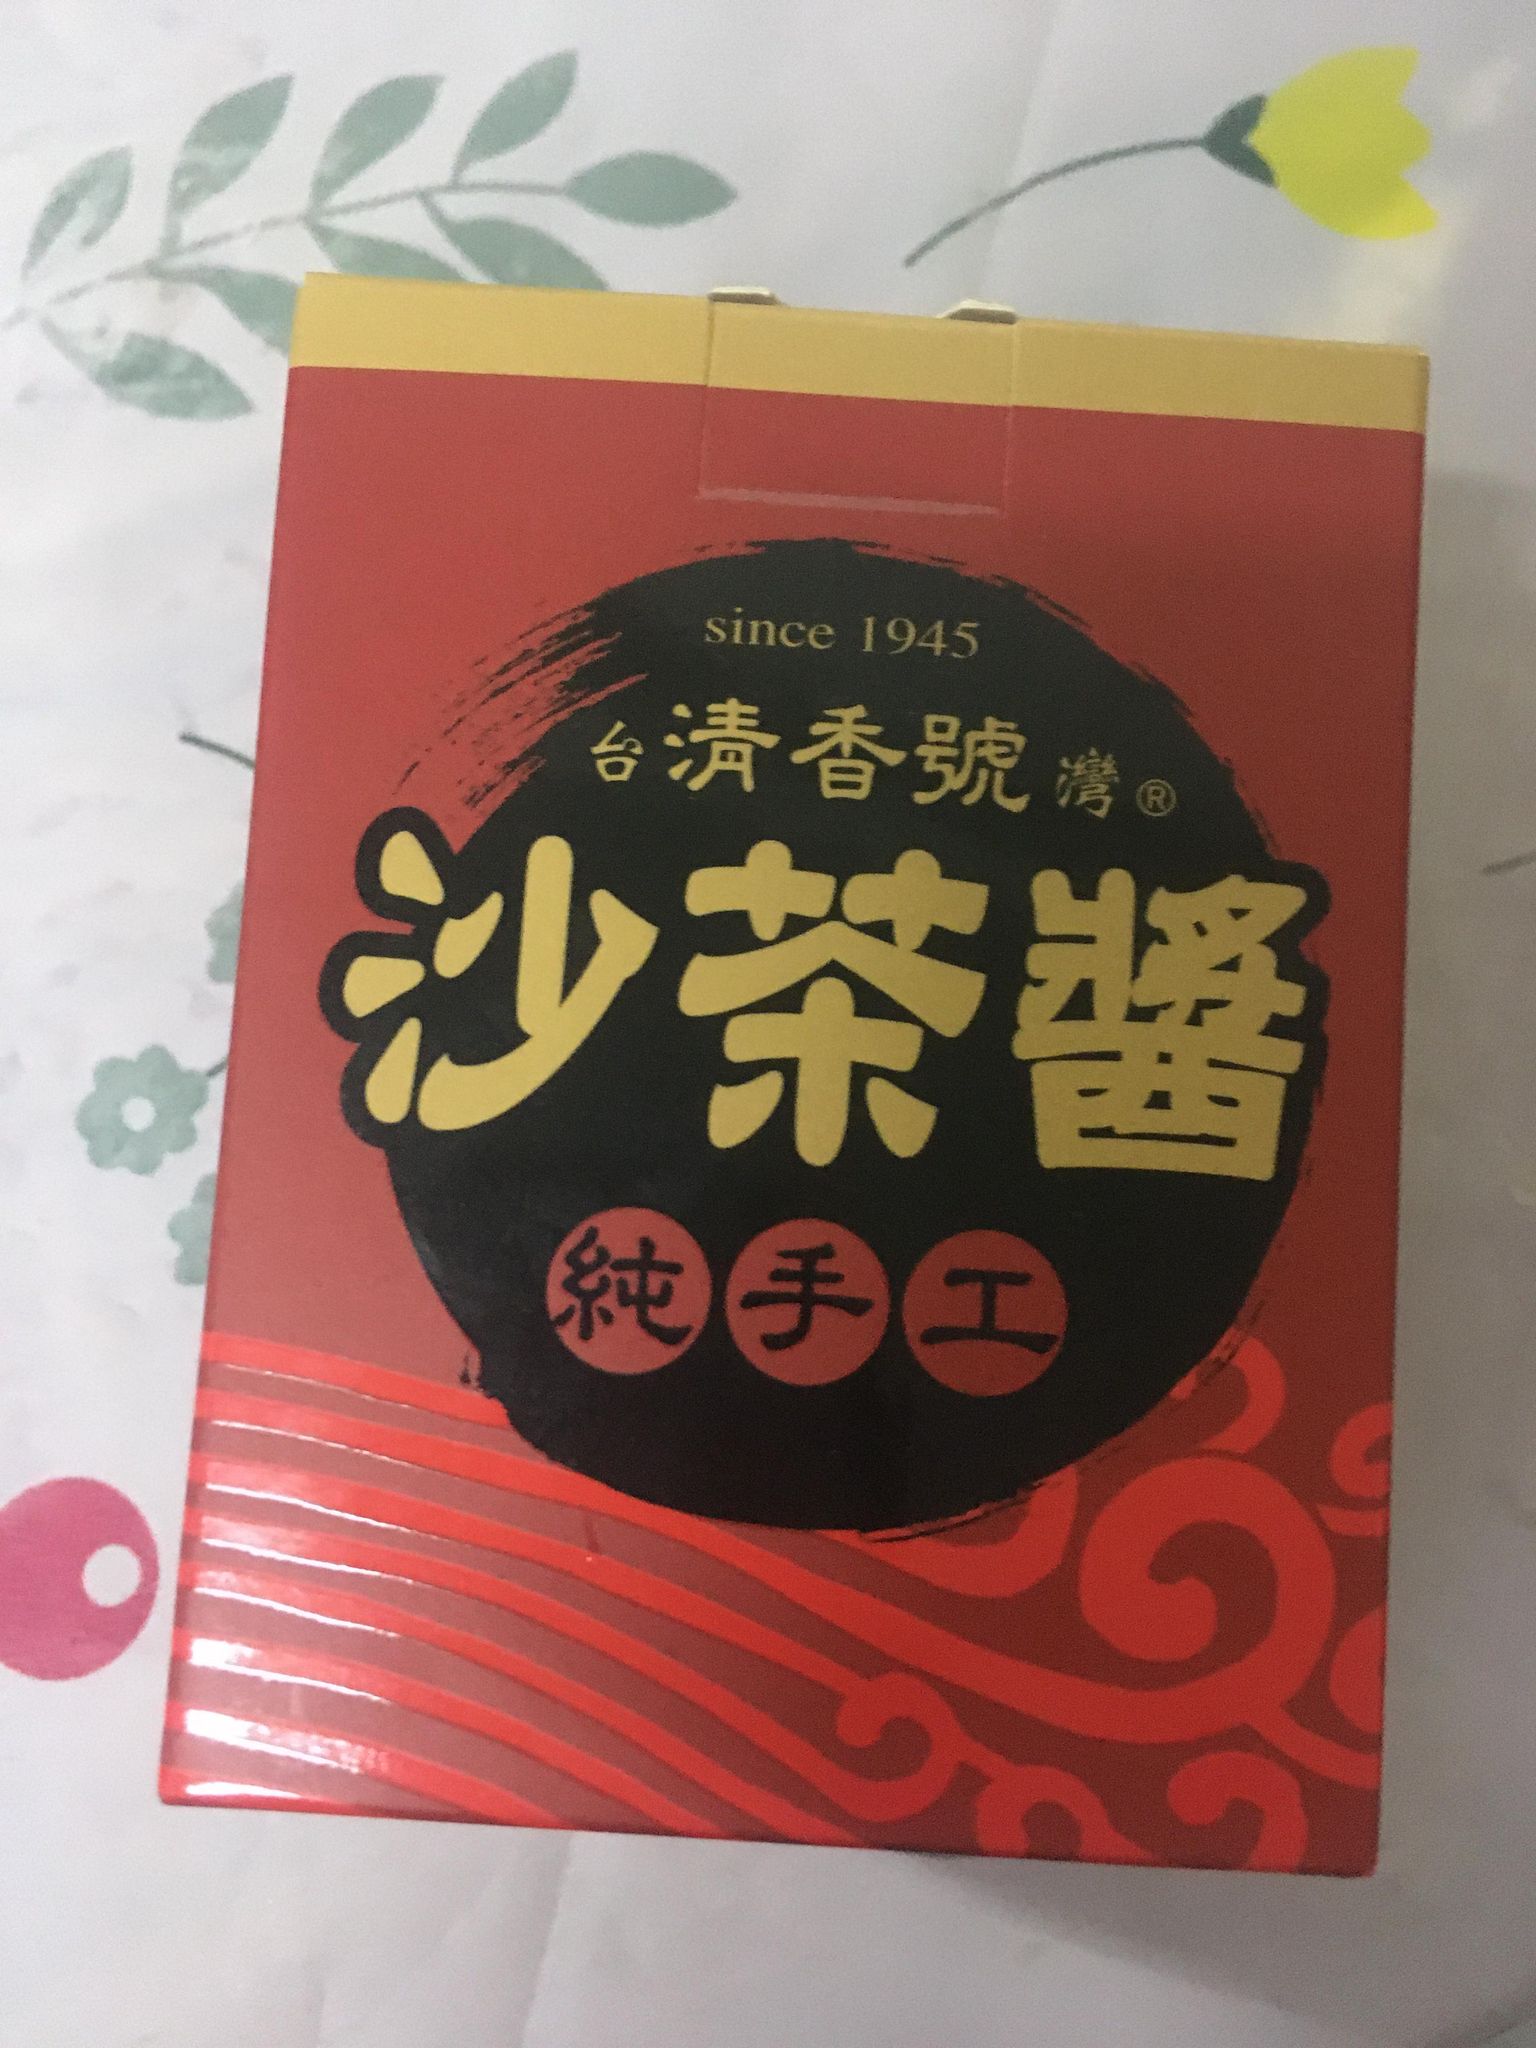 since 1945
台 清香號 灣®
沙茶醬
純手工